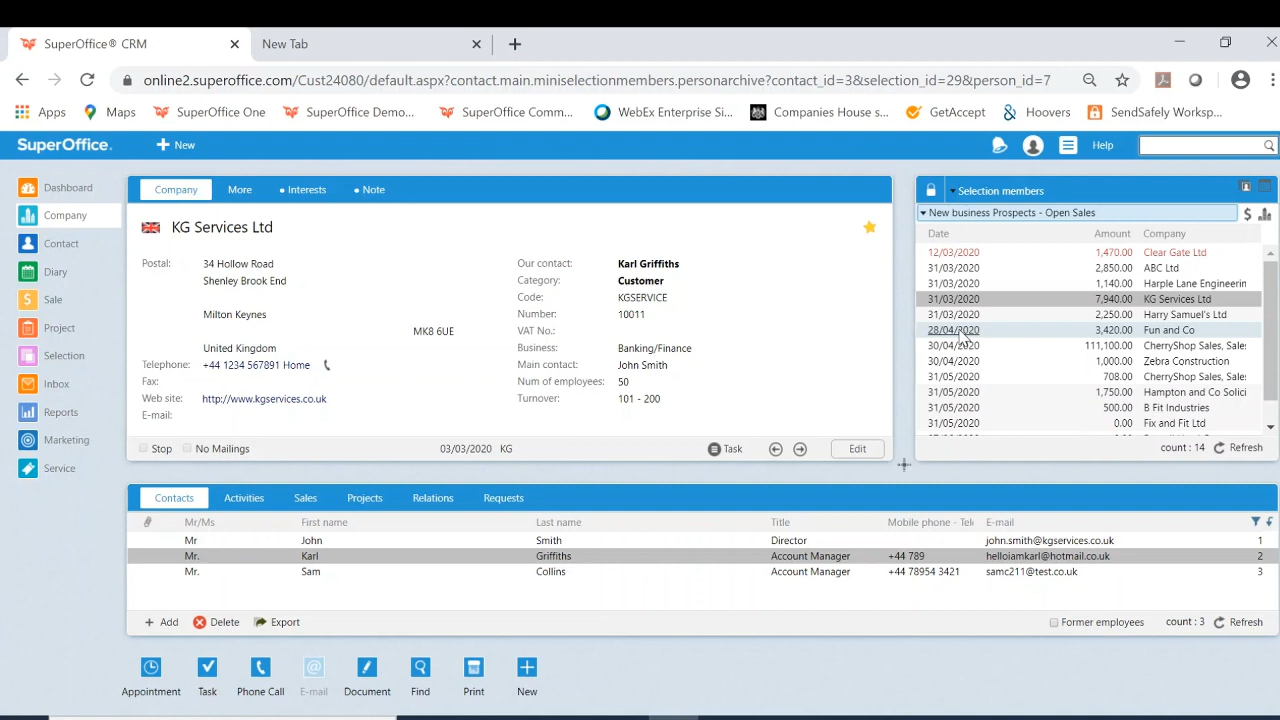 SuperOffice® CRM
New Tab
online2.superoffice.com/Cust24080/default.aspx?contact.main.miniselectionmembers.personarchive?contact_id=3&selection_id=29&person_id=7
Apps Maps SuperOffice One SuperOffice Demo... SuperOffice Comm... WebEx Enterprise Si... Companies House s... GetAccept Hoovers SendSafely Worksp...
SuperOffice. New Help
Dashboard
Company
Contact
Diary
Sale
Project
Selection
Inbox
Reports
Marketing
Service
Company More • Interests • Note
KG Services Ltd
Postal: 34 Hollow Road
Shenley Brook End
Milton Keynes
MK8 6UE
United Kingdom
Telephone: +44 1234 567891 Home
Fax:
Web site: http://www.kgservices.co.uk
E-mail:
Our contact: Karl Griffiths
Category: Customer
Code: KGSERVICE
Number: 10011
VAT No.:
Business: Banking/Finance
Main contact: John Smith
Num of employees: 50
Turnover: 101 - 200
Stop No Mailings 03/03/2020 KG Task Edit
Selection members
New business Prospects - Open Sales $
Date Amount Company
12/03/2020 1,470.00 Clear Gate Ltd
31/03/2020 2,850.00 ABC Ltd
31/03/2020 1,140.00 Harple Lane Engineerin
31/03/2020 7,940.00 KG Services Ltd
31/03/2020 2,250.00 Harry Samuel's Ltd
28/04/2020 3,420.00 Fun and Co
30/04/2020 111,100.00 CherryShop Sales, Sale:
30/04/2020 1,000.00 Zebra Construction
31/05/2020 708.00 CherryShop Sales, Sale:
31/05/2020 1,750.00 Hampton and Co Solici
31/05/2020 500.00 B Fit Industries
31/05/2020 0.00 Fix and Fit Ltd
count : 14 Refresh
Contacts Activities Sales Projects Relations Requests
Mr/Ms First name Last name Title Mobile phone - Tele E-mail
Mr John Smith Director john.smith@kgservices.co.uk 1
Mr. Karl Griffiths Account Manager +44 789 helloiamkarl@hotmail.co.uk 2
Mr. Sam Collins Account Manager +44 78954 3421 samc211@test.co.uk 3
Add Delete Export Former employees count : 3 Refresh
Appointment Task Phone Call E-mail Document Find Print New